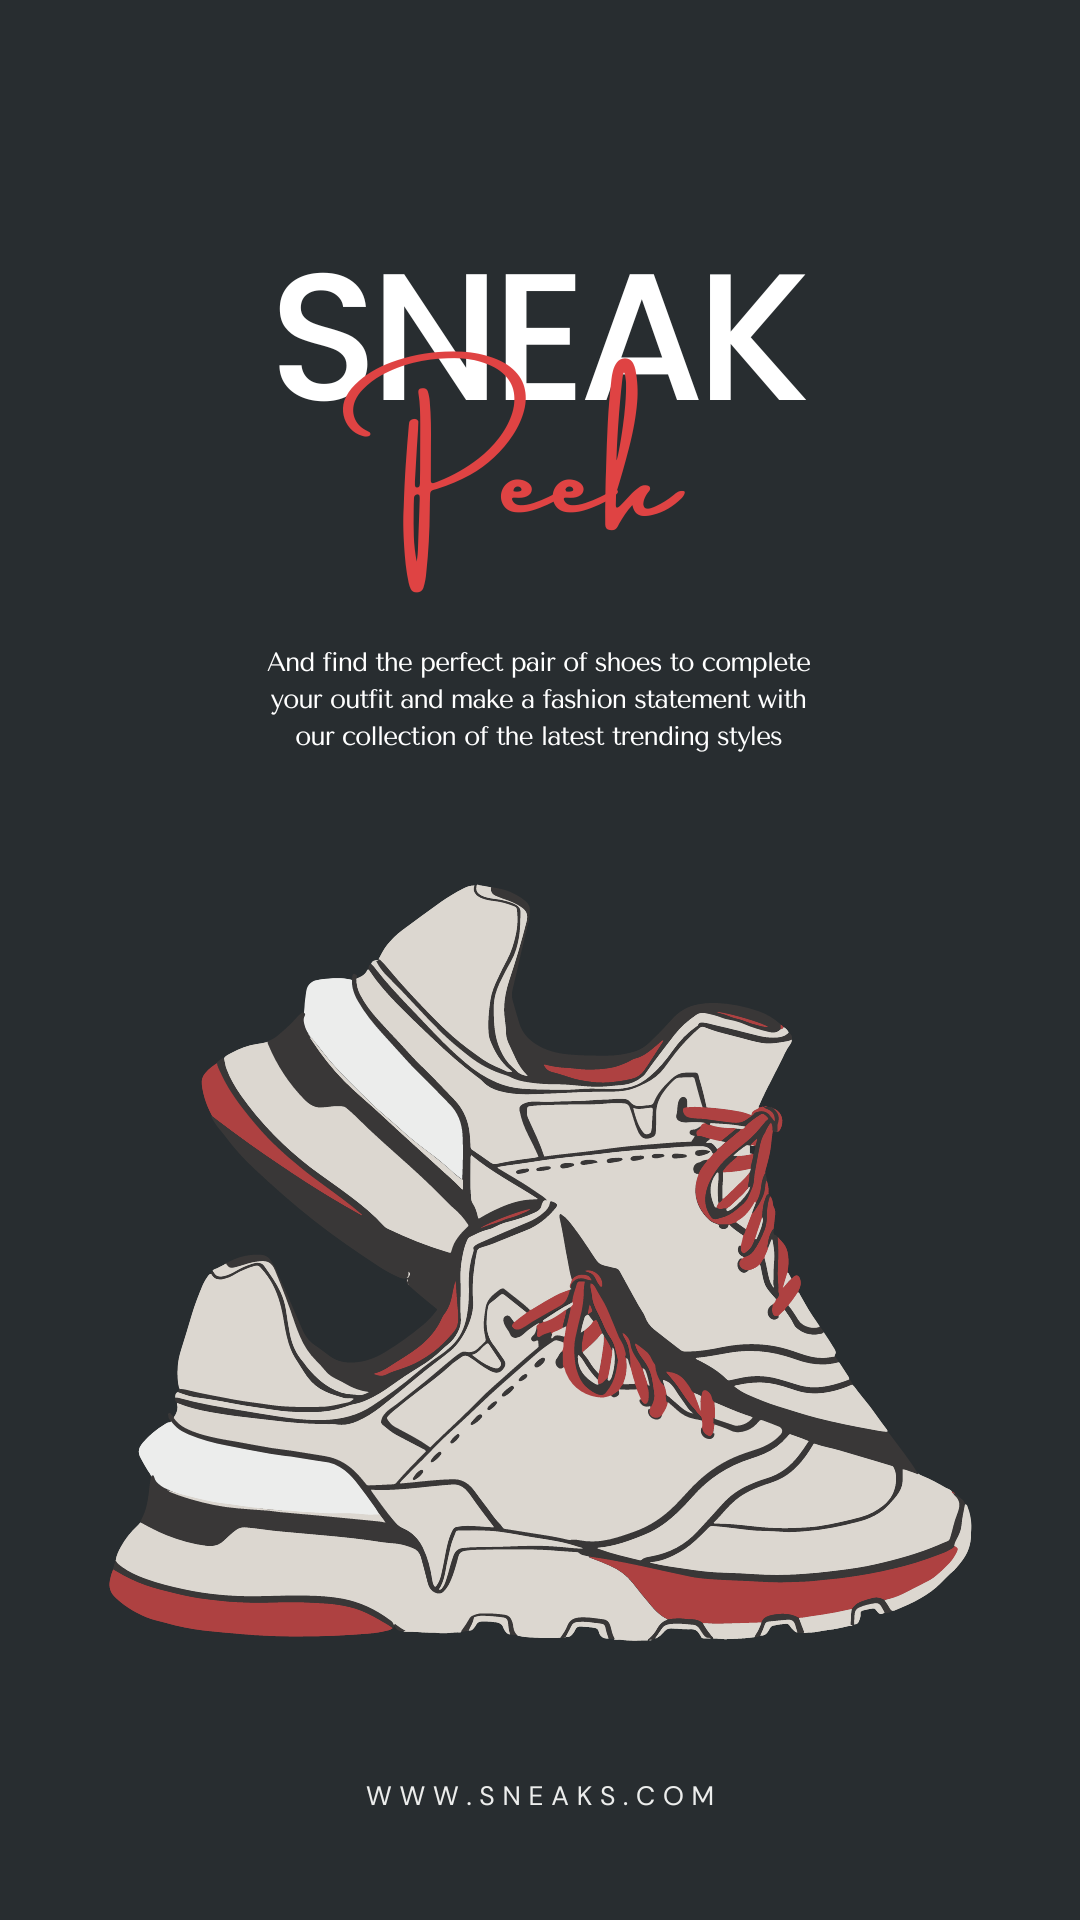 SNEAK
Peek
And find the perfect pair of shoes to complete
your outfit and make a fashion statement with
our collection of the latest trending styles
WWW.SNEAKS.COM